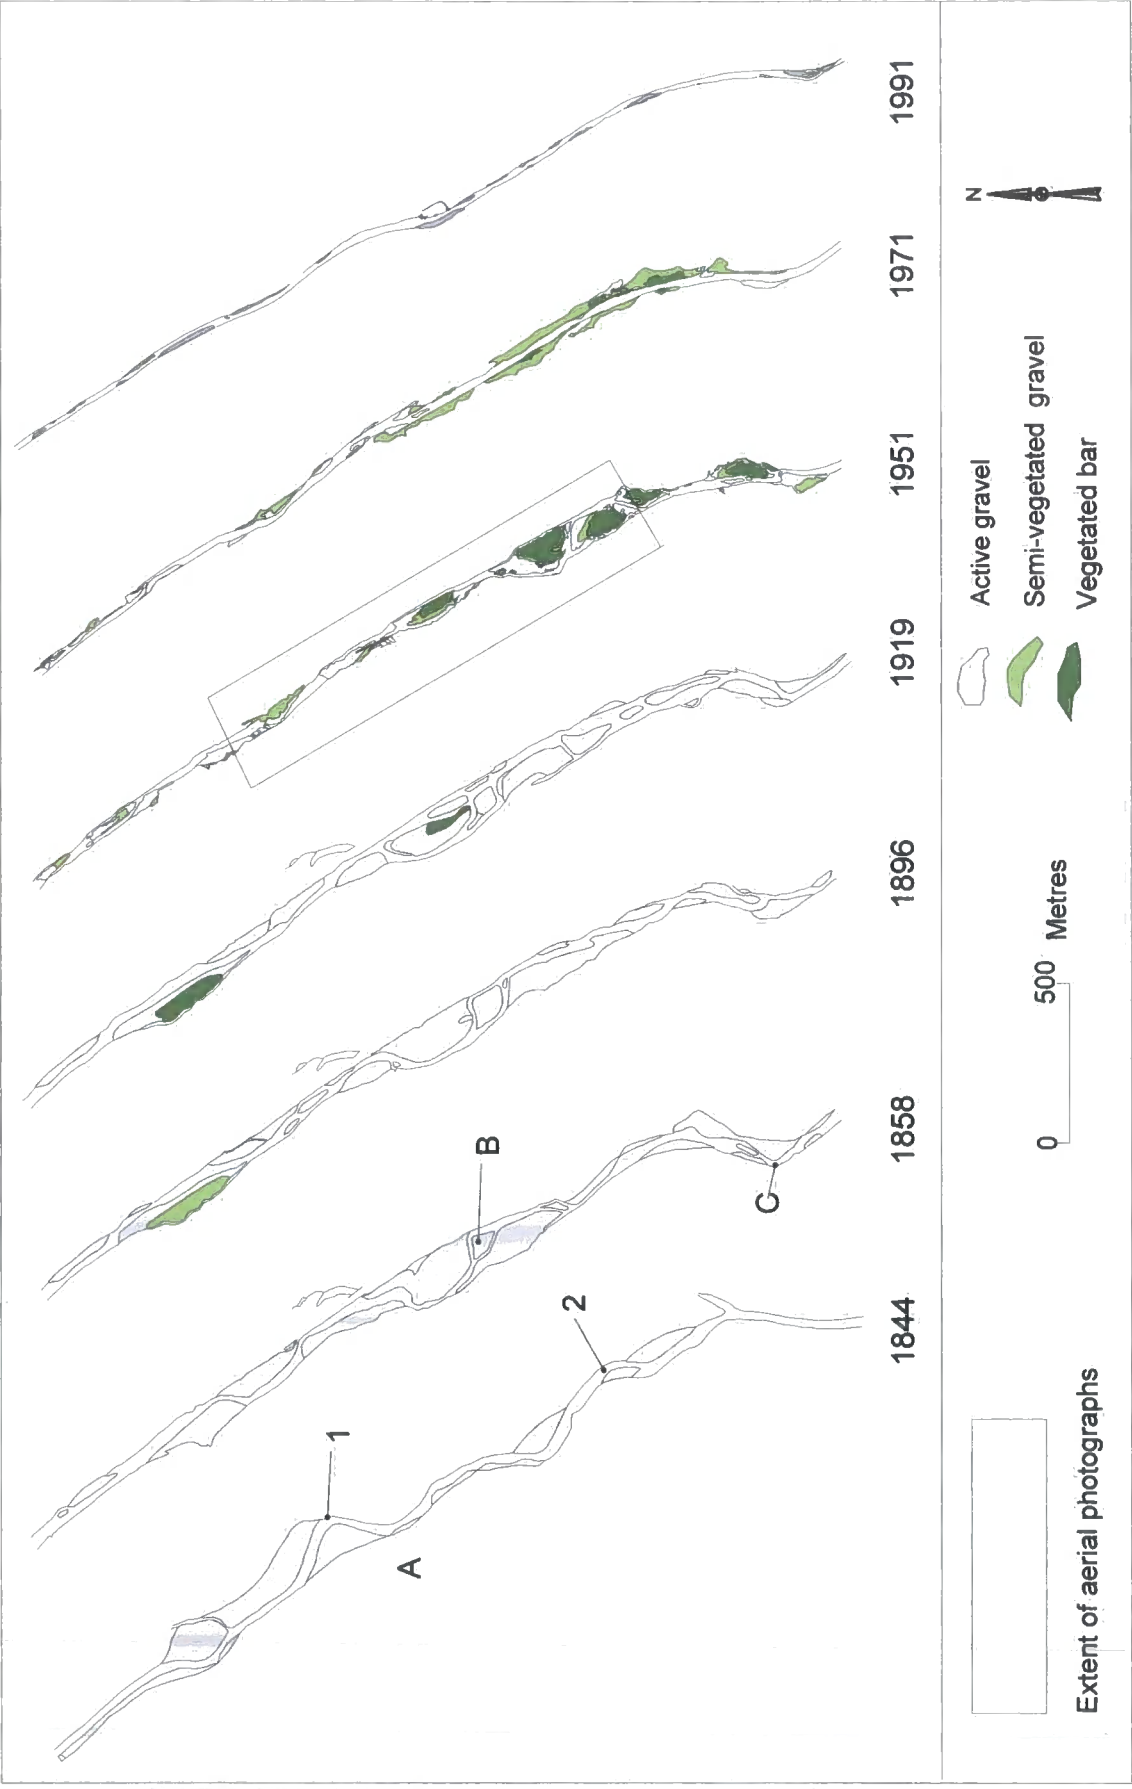 1844
1858
1896
1919
1951
1971
1991
A
1
2
B
C
Extent of aerial photographs
0
500
Metres
Active gravel
Semi-vegetated gravel
Vegetated bar
N